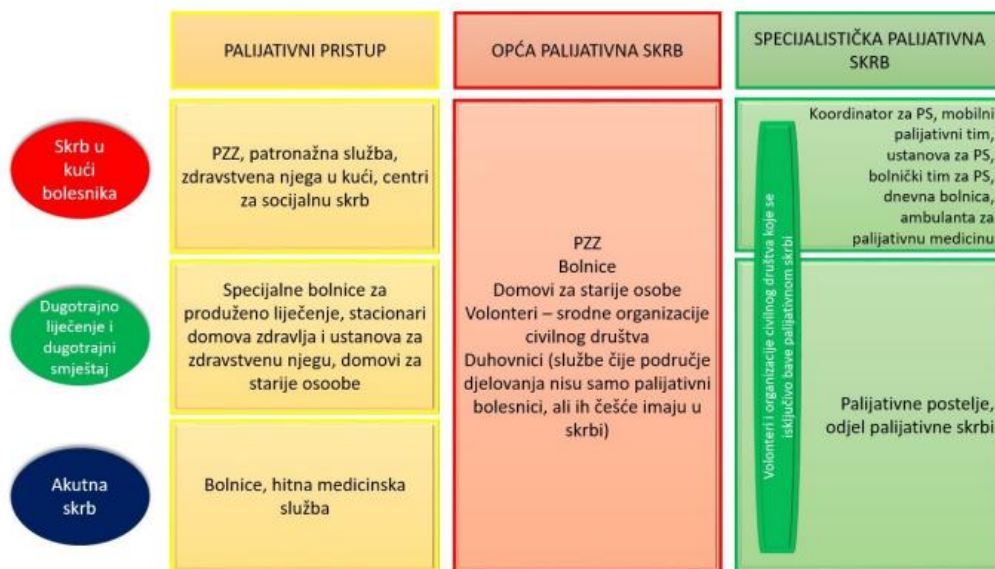 PALIJATIVNI PRISTUP
OPĆA PALIJATIVNA SKRB
SPECIJALISTIČKA PALIJATIVNA
SKRB
Skrb u
kući
bolesnika
PZZ, patronažna služba,
zdravstvena njega u kući, centri
za socijalnu skrb
Dugotrajno
liječenje i
dugotrajni
smještaj
Specijalne bolnice za
produženo liječenje, stacionari
domova zdravlja i ustanova za
zdravstvenu njegu, domovi za
starije osoobe
Akutna
skrb
Bolnice, hitna medicinska
služba
PZZ
Bolnice
Domovi za starije osobe
Volonteri – srodne organizacije
civilnog društva
Duhovnici (službe čije područje
djelovanja nisu samo palijativni
bolesnici, ali ih češće imaju u
skrbi)
Volonteri i organizacije civilnog društva koje se
isključivo bave palijativnom skrbi
Koordinator za PS, mobilni
palijativni tim,
ustanova za PS,
bolnički tim za PS,
dnevna bolnica,
ambulanta za
palijativnu medicinu
Palijativne postelje,
odjel palijativne skrbi